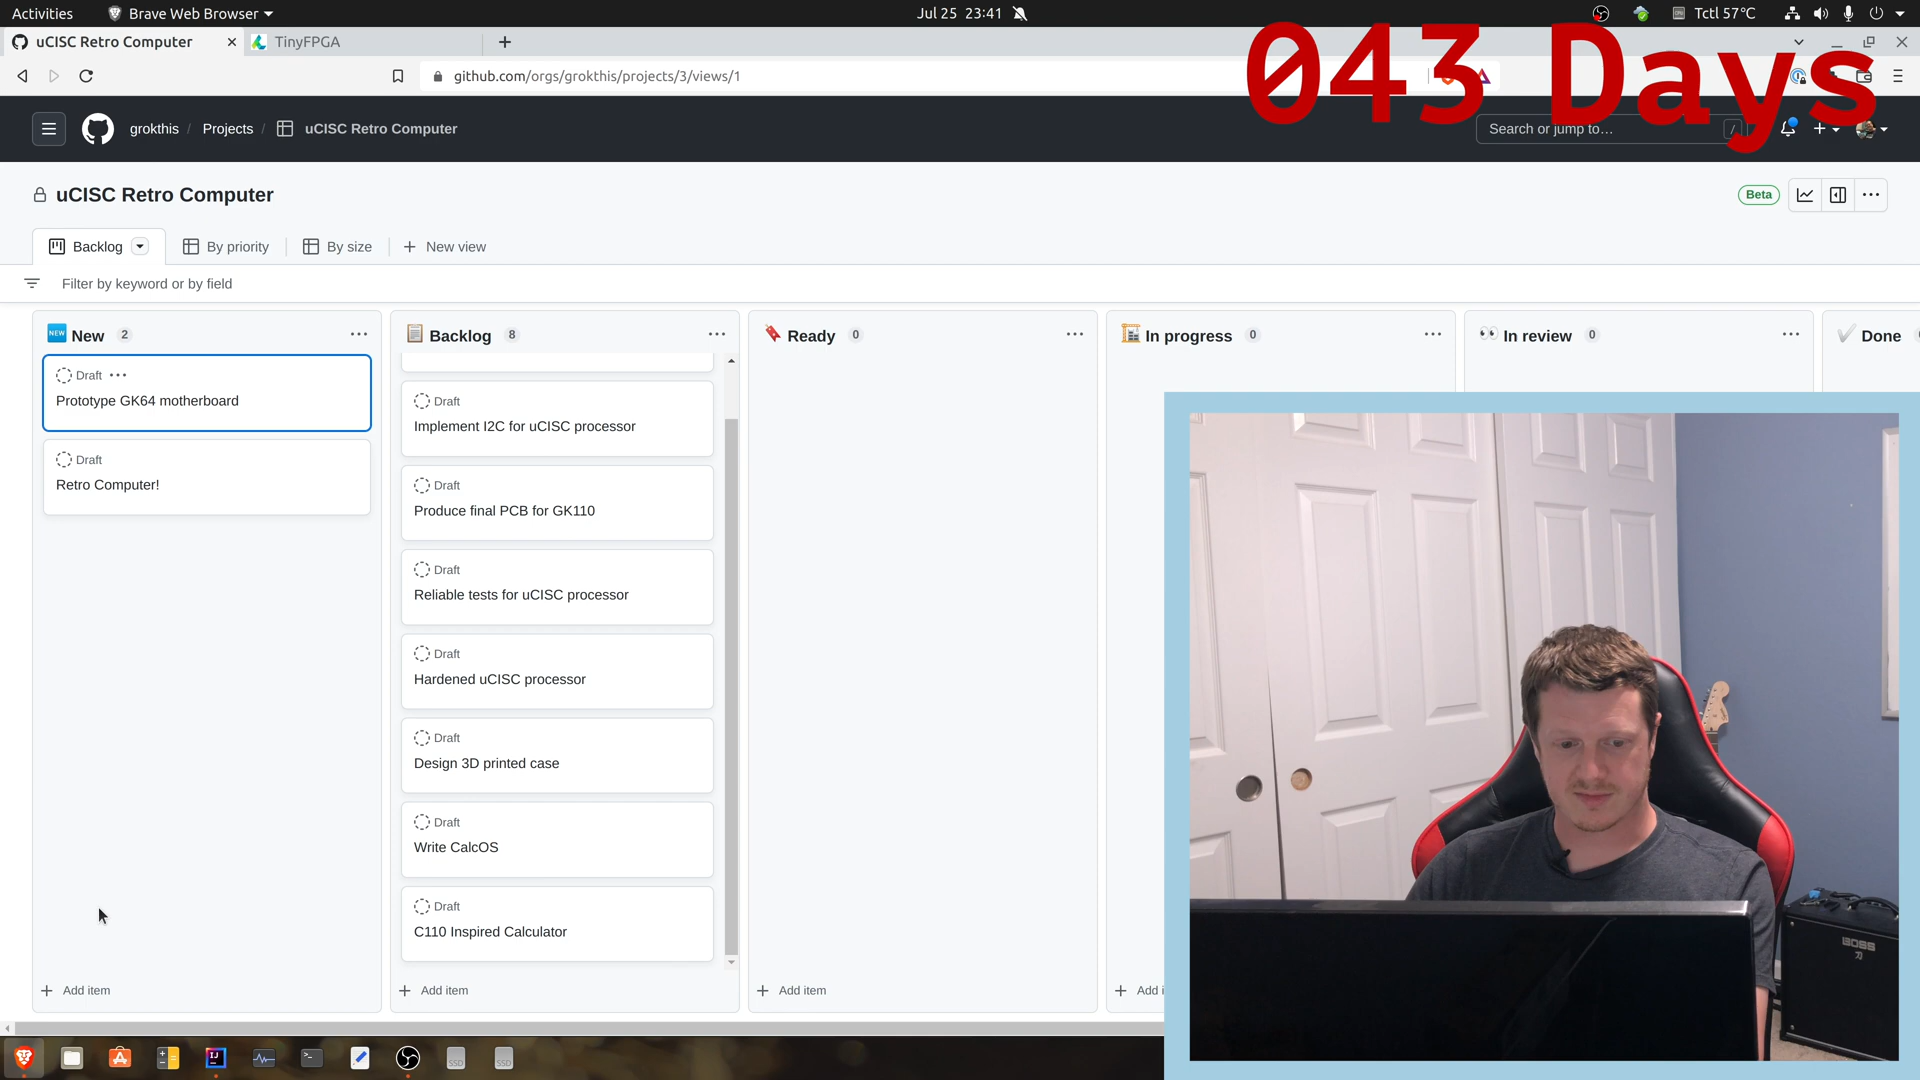 Activities
Brave Web Browser
Jul 25 23:41
Tctl 57°C
043 Days
uCISC Retro Computer
TinyFPGA
github.com/orgs/grokthis/projects/3/views/1
grokthis / Projects / uCISC Retro Computer
Search or jump to…
/
uCISC Retro Computer
Beta
Backlog
By priority
By size
New view
Filter by keyword or by field
NEW
New 2
Draft
Prototype GK64 motherboard
Draft
Retro Computer!
Add item
Backlog 8
Draft
Implement I2C for uCISC processor
Draft
Produce final PCB for GK110
Draft
Reliable tests for uCISC processor
Draft
Hardened uCISC processor
Draft
Design 3D printed case
Draft
Write CalcOS
Draft
C110 Inspired Calculator
Add item
Ready 0
Add item
In progress 0
Add
In review 0
Done
BOSS
IJ
SSD
SSD